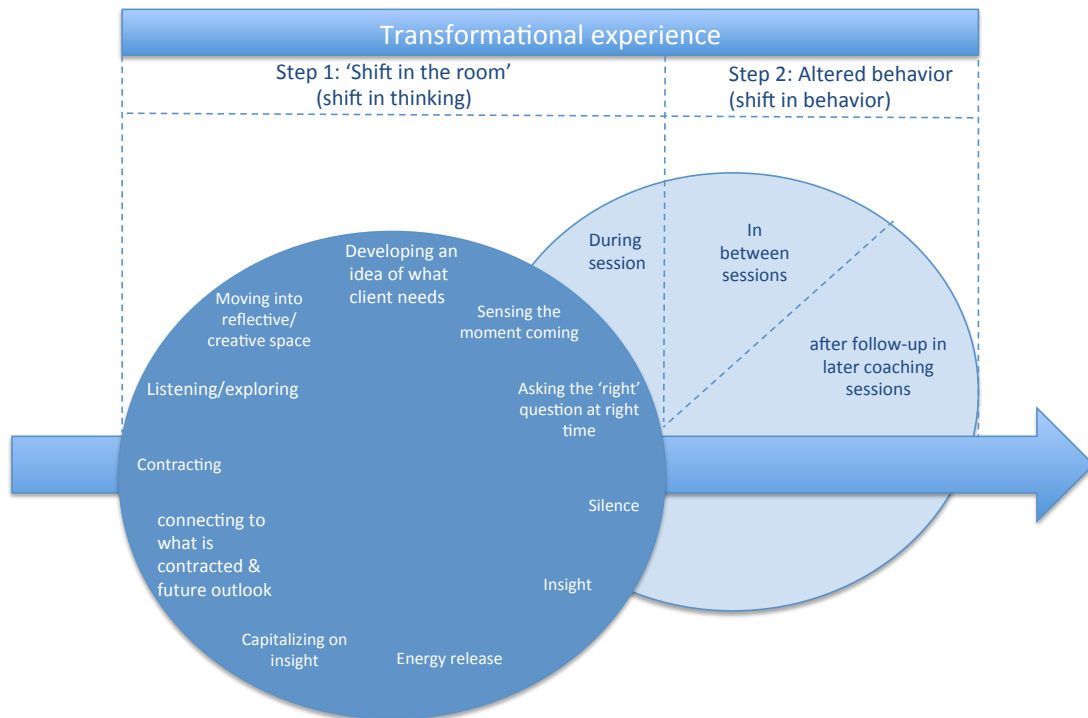 Transformational experience
Step 1: ‘Shift in the room’
(shift in thinking)
Step 2: Altered behavior
(shift in behavior)
During
session
In
between
sessions
after follow-up in
later coaching
sessions
Developing an
idea of what
client needs
Moving into
reflective/
creative space
Sensing the
moment coming
Listening/exploring
Asking the ‘right’
question at right
time
Contracting
Silence
connecting to
what is
contracted &
future outlook
Insight
Capitalizing on
insight
Energy release